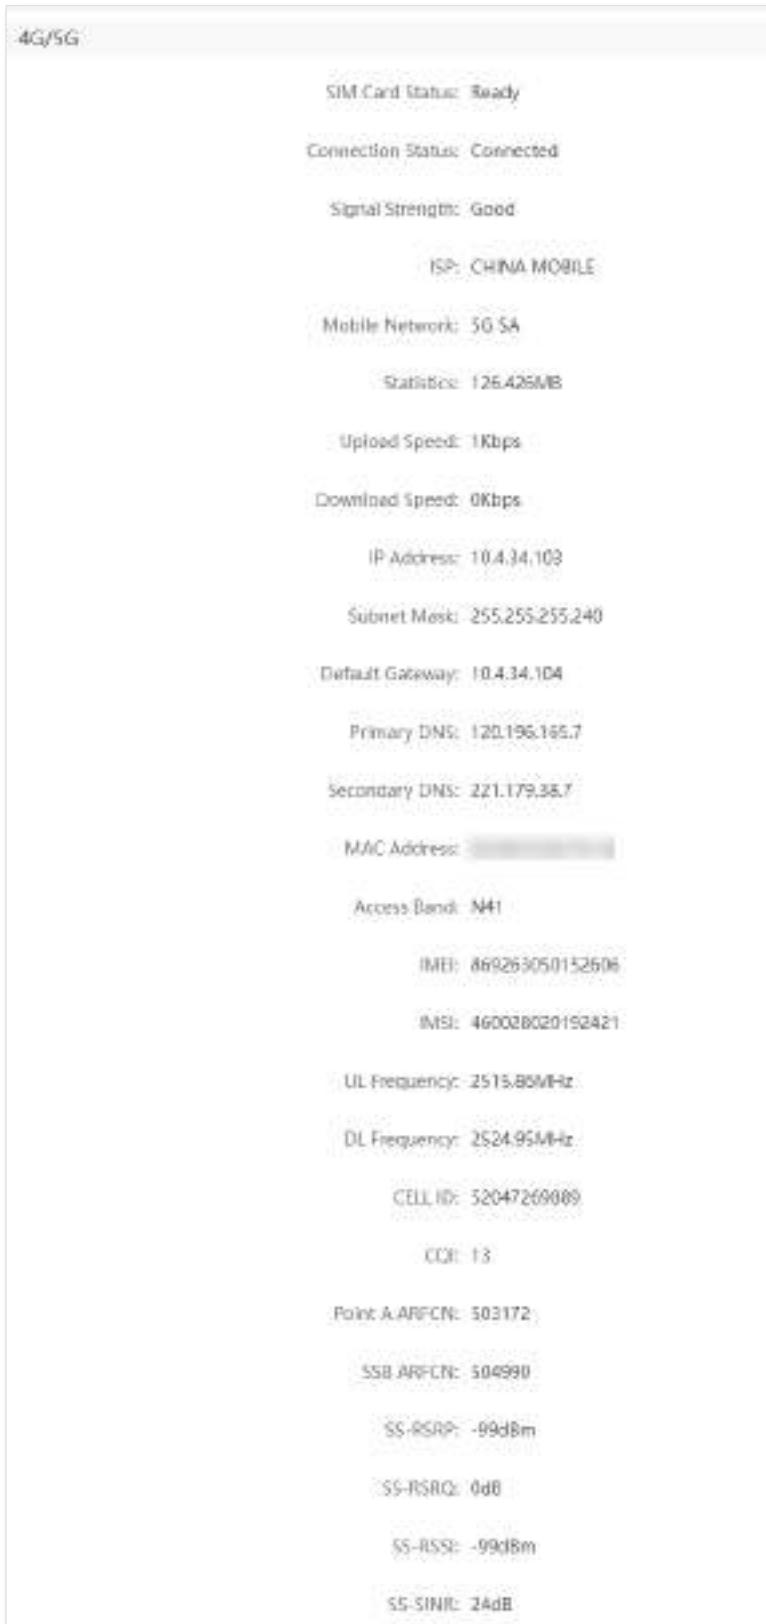 4G/5G
SIM Card Status: Ready
Connection Status: Connected
Signal Strength: Good
ISP: CHINA MOBILE
Mobile Network: 5G SA
Statistics: 126.426MB
Upload Speed: 1Kbps
Download Speed: 0Kbps
IP Address: 10.4.34.103
Subnet Mask: 255.255.255.240
Default Gateway: 10.4.34.104
Primary DNS: 120.196.165.7
Secondary DNS: 221.179.38.7
MAC Address:
Access Band: N41
IMEI: 869263050152606
IMSI: 460028020192421
UL Frequency: 2515.86MHz
DL Frequency: 2524.95MHz
CELL ID: 52047269889
CQI: 13
Point A ARFCN: 503172
SSB ARFCN: 504990
SS-RSRP: -99dBm
SS-RSRQ: 0dB
SS-RSSI: -99dBm
SS-SINR: 24dB